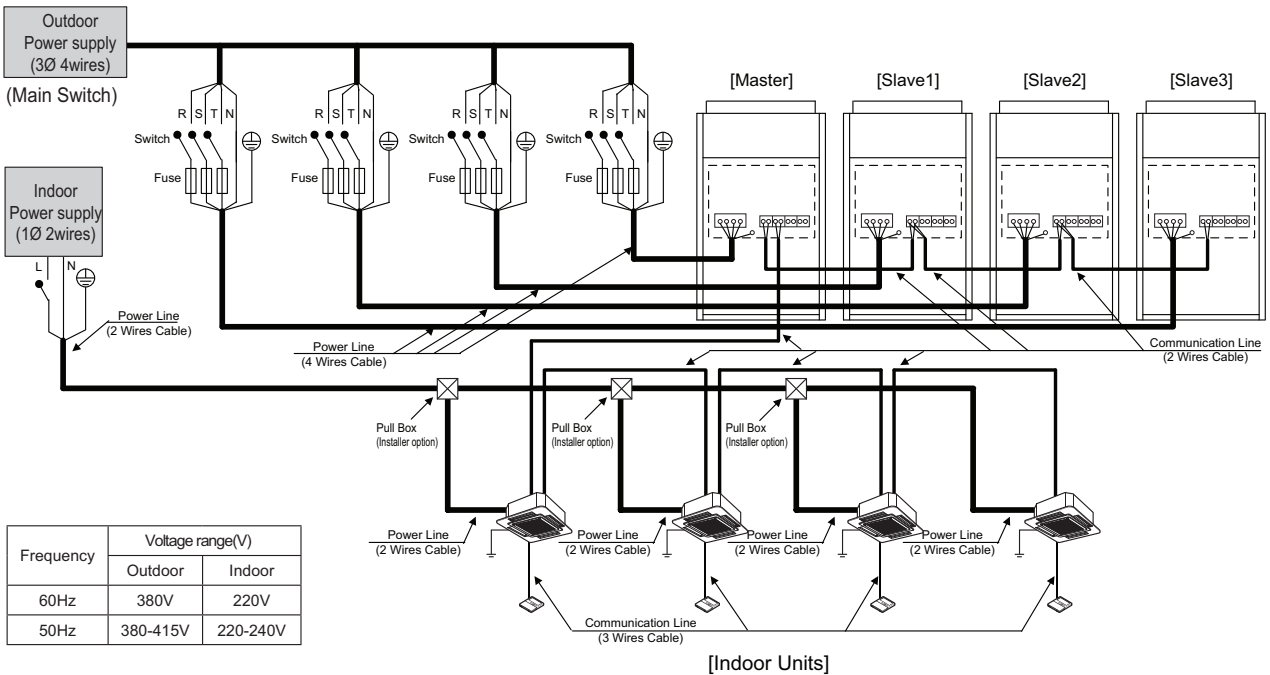 Outdoor
Power supply
(3Ø 4wires)
(Main Switch)
R S T N
Switch
Fuse
R S T N
Switch
Fuse
R S T N
Switch
Fuse
R S T N
Switch
Fuse
[Master]
[Slave1]
[Slave2]
[Slave3]
Indoor
Power supply
(1Ø 2wires)
L N
Power Line
(2 Wires Cable)
Power Line
(4 Wires Cable)
Communication Line
(2 Wires Cable)
Pull Box
(Installer option)
Pull Box
(Installer option)
Pull Box
(Installer option)
Power Line
(2 Wires Cable)
Power Line
(2 Wires Cable)
Power Line
(2 Wires Cable)
Power Line
(2 Wires Cable)
Communication Line
(3 Wires Cable)
[Indoor Units]
Frequency Voltage range(V)
Outdoor Indoor
60Hz 380V 220V
50Hz 380-415V 220-240V